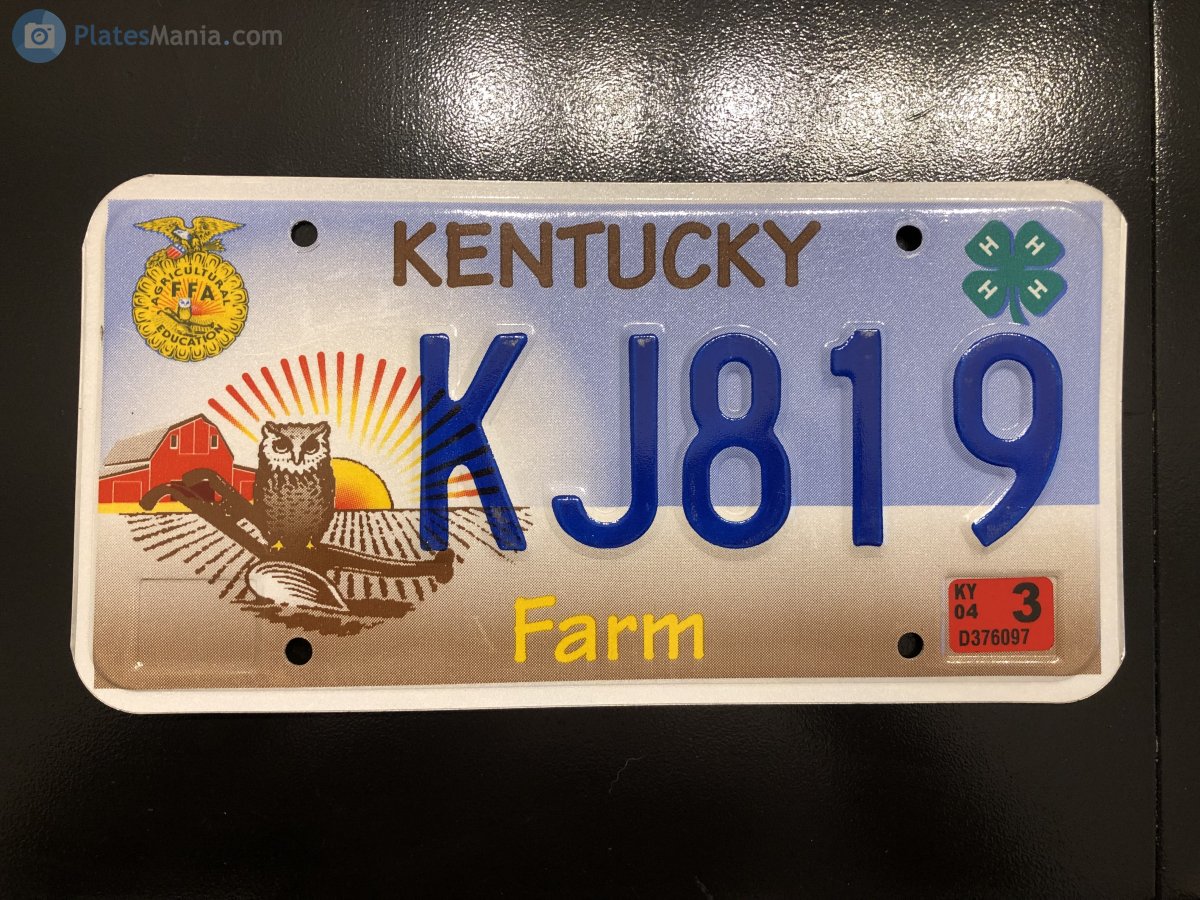 PlatesMania.com
KENTUCKY
AGRICULTURAL
FFA
EDUCATION
H H
H H
KJ819
Farm
KY 3
04
D376097